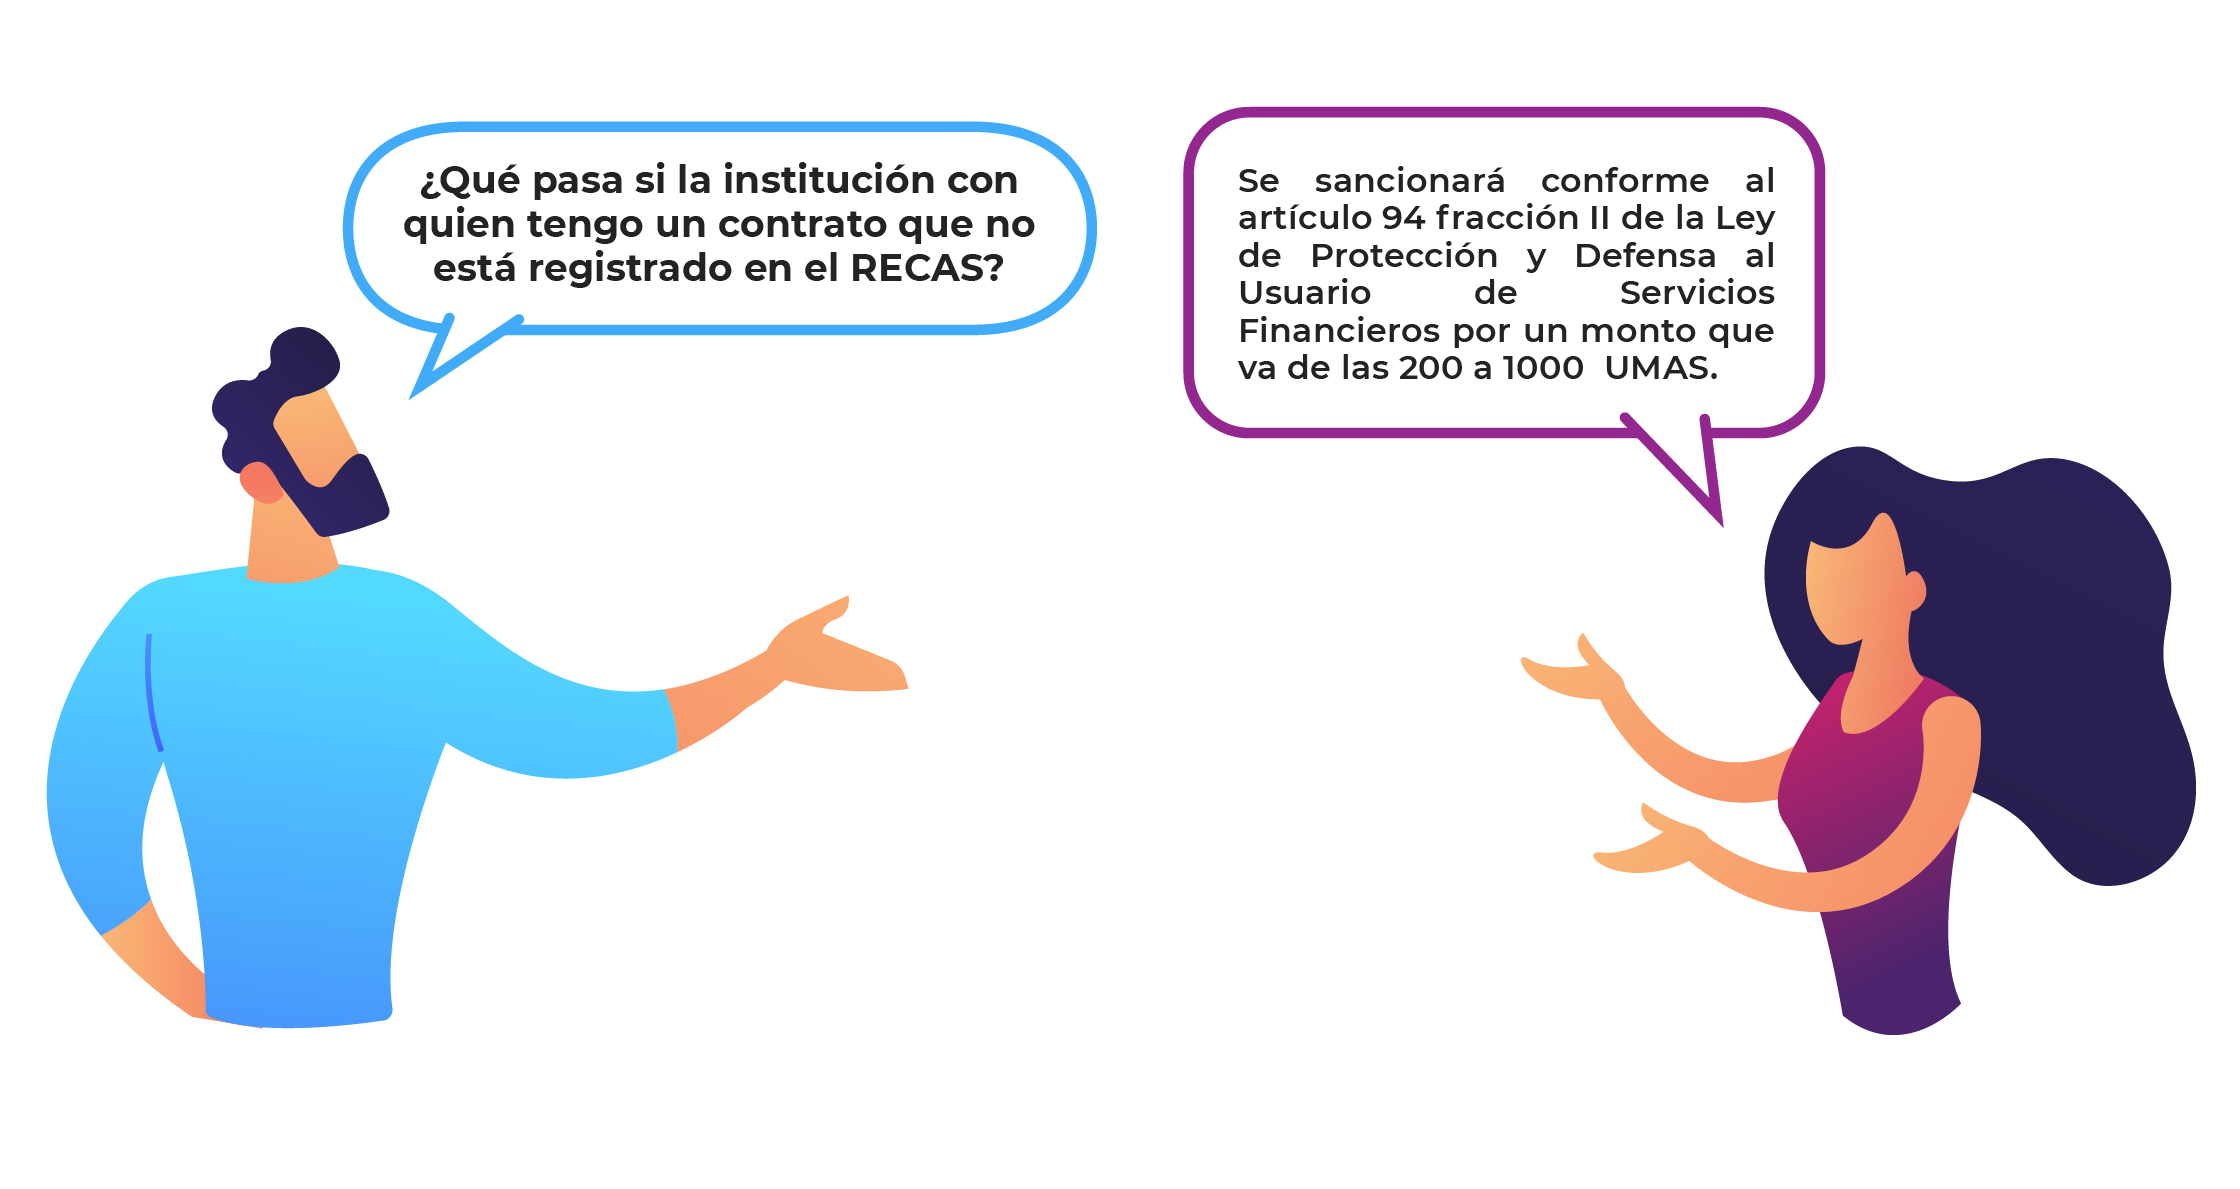 ¿Qué pasa si la institución con
quien tengo un contrato que no
está registrado en el RECAS?
Se sancionará conforme al
artículo 94 fracción II de la Ley
de Protección y Defensa al
Usuario de Servicios
Financieros por un monto que
va de las 200 a 1000 UMAS.